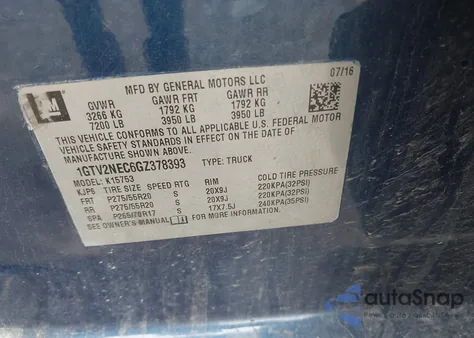 MFD BY GENERAL MOTORS LLC
07/16
GM
GVWR GAWR FRT GAWR RR
3266 KG 1792 KG 1792 KG
7200 LB 3950 LB 3950 LB
THIS VEHICLE CONFORMS TO ALL APPLICABLE U.S. FEDERAL MOTOR
VEHICLE SAFETY STANDARDS IN EFFECT ON THE DATE OF
MANUFACTURE SHOWN ABOVE.
1GTV2NEC6GZ378393 TYPE: TRUCK
MODEL: K15753
KJP6 TIRE SIZE SPEED RTG RIM COLD TIRE PRESSURE
FRT P275/55R20 S 20X9J 220KPA(32PSI)
RR P275/55R20 S 20X9J 220KPA(32PSI)
SPA P265/70R17 S 17X7.5J 240KPA(35PSI)
SEE OWNER'S MANUAL FOR MORE INFORMATION
autoSnap